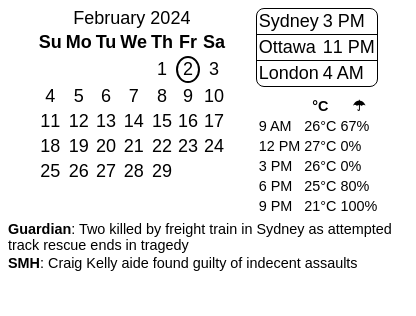 February 2024
Su Mo Tu We Th Fr Sa
1 2 3
4 5 6 7 8 9 10
11 12 13 14 15 16 17
18 19 20 21 22 23 24
25 26 27 28 29
Sydney 3 PM
Ottawa 11 PM
London 4 AM
°C ☂
9 AM 26°C 67%
12 PM 27°C 0%
3 PM 26°C 0%
6 PM 25°C 80%
9 PM 21°C 100%
Guardian: Two killed by freight train in Sydney as attempted
track rescue ends in tragedy
SMH: Craig Kelly aide found guilty of indecent assaults